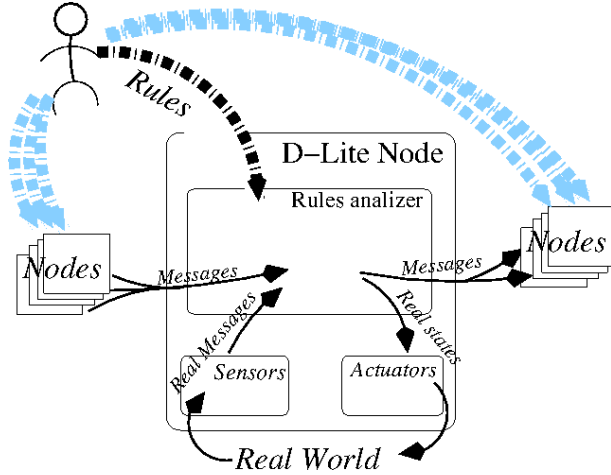 Rules
D-Lite Node
Rules analizer
Nodes
Messages
Messages
Nodes
Real Messages
Real states
Sensors
Actuators
Real World